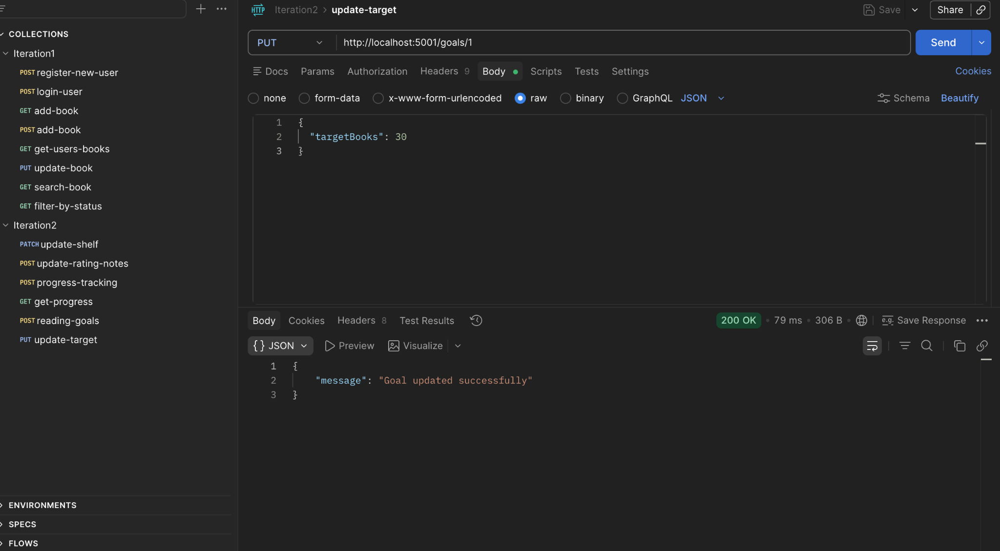 COLLECTIONS
Iteration1
POST register-new-user
POST login-user
GET add-book
POST add-book
GET get-users-books
PUT update-book
GET search-book
GET filter-by-status
Iteration2
PATCH update-shelf
POST update-rating-notes
POST progress-tracking
GET get-progress
POST reading-goals
PUT update-target
ENVIRONMENTS
SPECS
FLOWS
HTTP Iteration2 > update-target Save Share
PUT http://localhost:5001/goals/1 Send
Docs Params Authorization Headers 9 Body Scripts Tests Settings Cookies
none form-data x-www-form-urlencoded raw binary GraphQL JSON Schema Beautify
1 {
2 "targetBooks": 30
3 }
Body Cookies Headers 8 Test Results 200 OK • 79 ms • 306 B • e.g. Save Response
{} JSON Preview Visualize
1 {
2 "message": "Goal updated successfully"
3 }